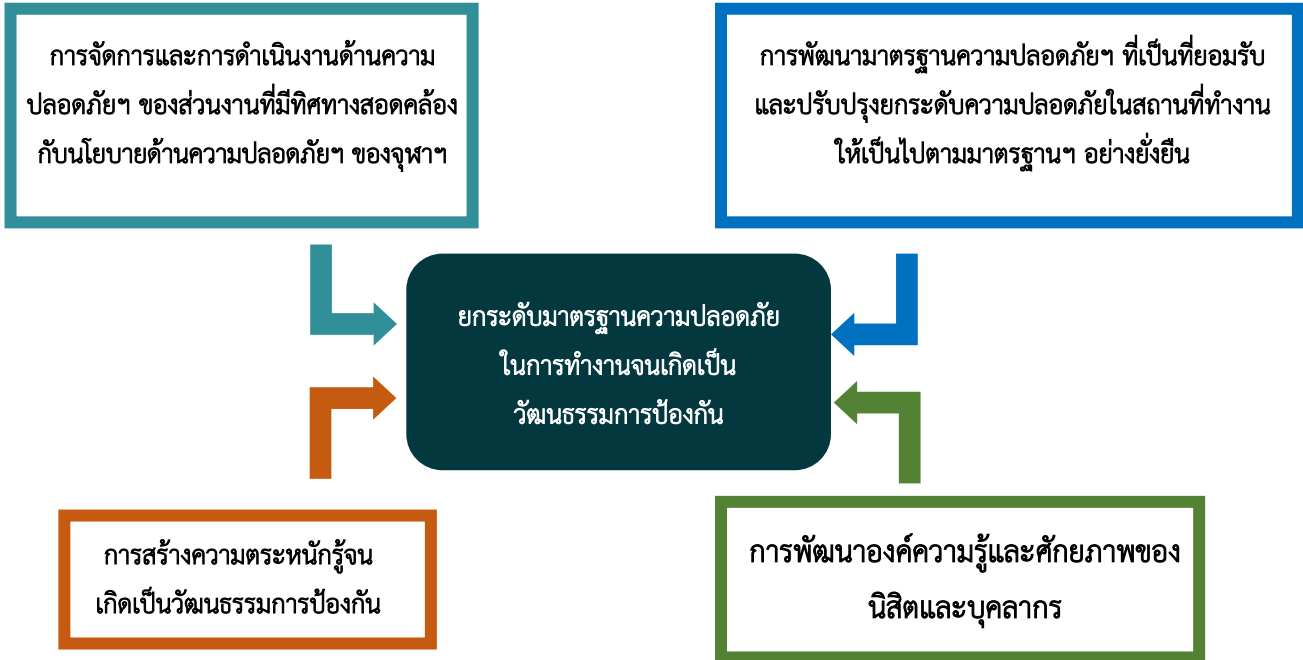 การจัดการและการดำเนินงานด้านความ
ปลอดภัยฯ ของส่วนงานที่มีทิศทางสอดคล้อง
กับนโยบายด้านความปลอดภัยฯ ของจุฬาฯ
การพัฒนามาตรฐานความปลอดภัยฯ ที่เป็นที่ยอมรับ
และปรับปรุงยกระดับความปลอดภัยในสถานที่ทำงาน
ให้เป็นไปตามมาตรฐานฯ อย่างยั่งยืน
ยกระดับมาตรฐานความปลอดภัย
ในการทำงานจนเกิดเป็น
วัฒนธรรมการป้องกัน
การสร้างความตระหนักรู้จน
เกิดเป็นวัฒนธรรมการป้องกัน
การพัฒนาองค์ความรู้และศักยภาพของ
นิสิตและบุคลากร